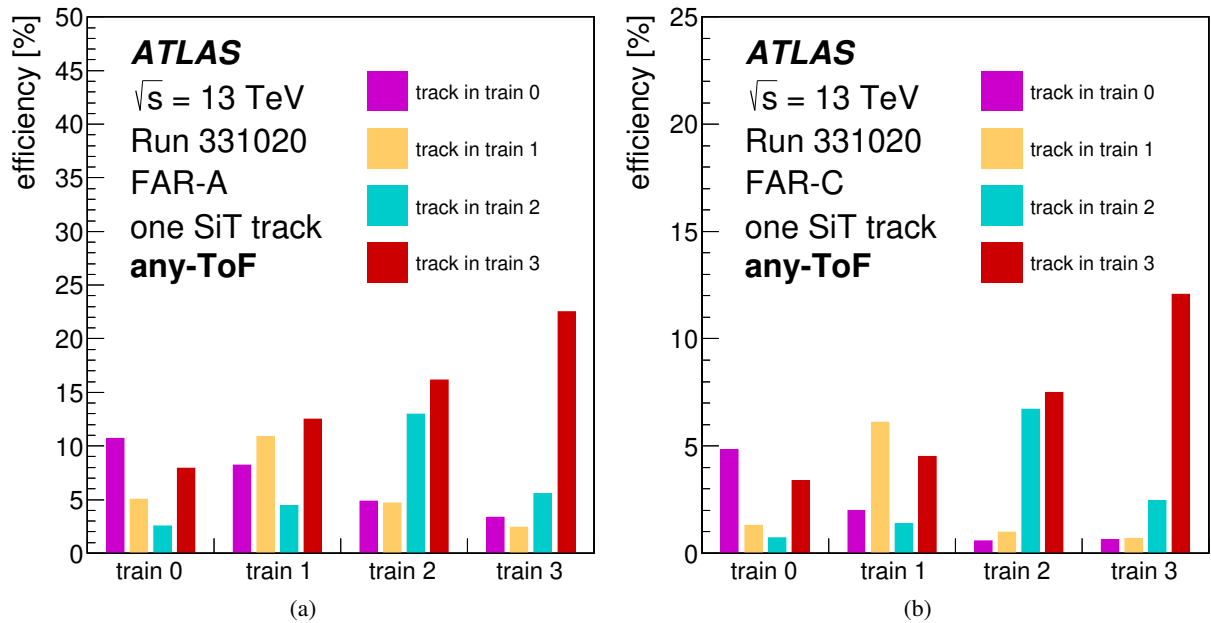 efficiency [%]
50
45
40
35
30
25
20
15
10
5
0
ATLAS
√s = 13 TeV
Run 331020
FAR-A
one SiT track
any-ToF
track in train 0
track in train 1
track in train 2
track in train 3
train 0
train 1
train 2
train 3
(a)
efficiency [%]
25
20
15
10
5
0
ATLAS
√s = 13 TeV
Run 331020
FAR-C
one SiT track
any-ToF
track in train 0
track in train 1
track in train 2
track in train 3
train 0
train 1
train 2
train 3
(b)